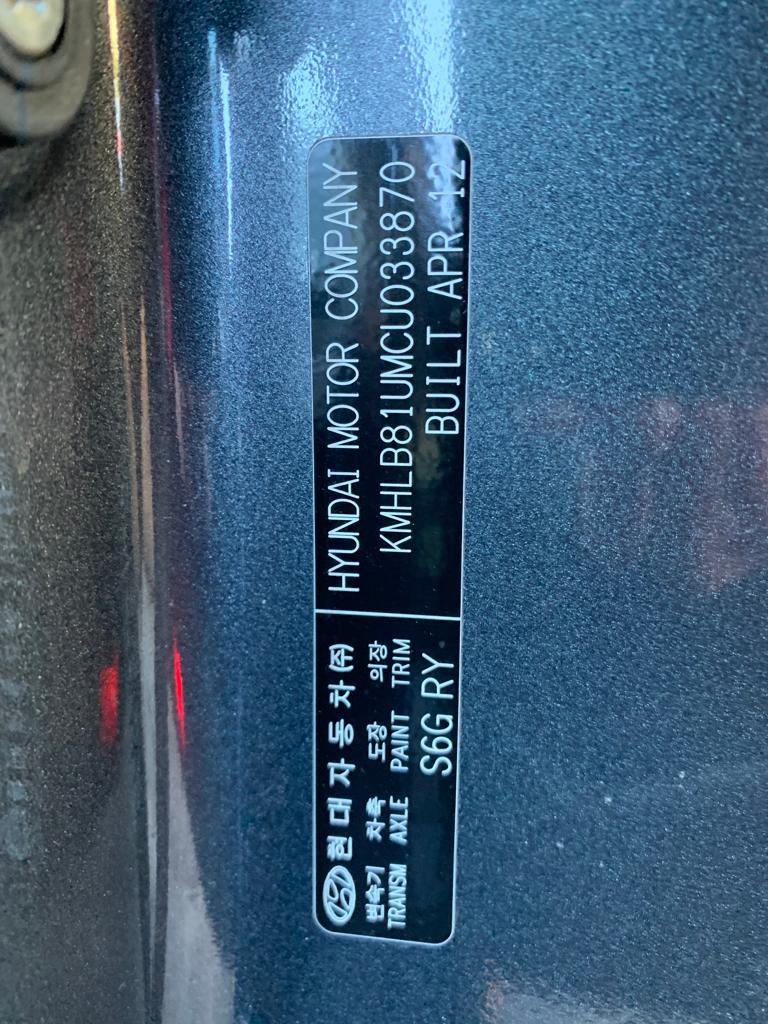 현대자동차(주)
변속기 차축 도장 의장
TRANSM AXLE PAINT TRIM
S6G RY
HYUNDAI MOTOR COMPANY
KMHLB81UMCU033870
BUILT APR 12